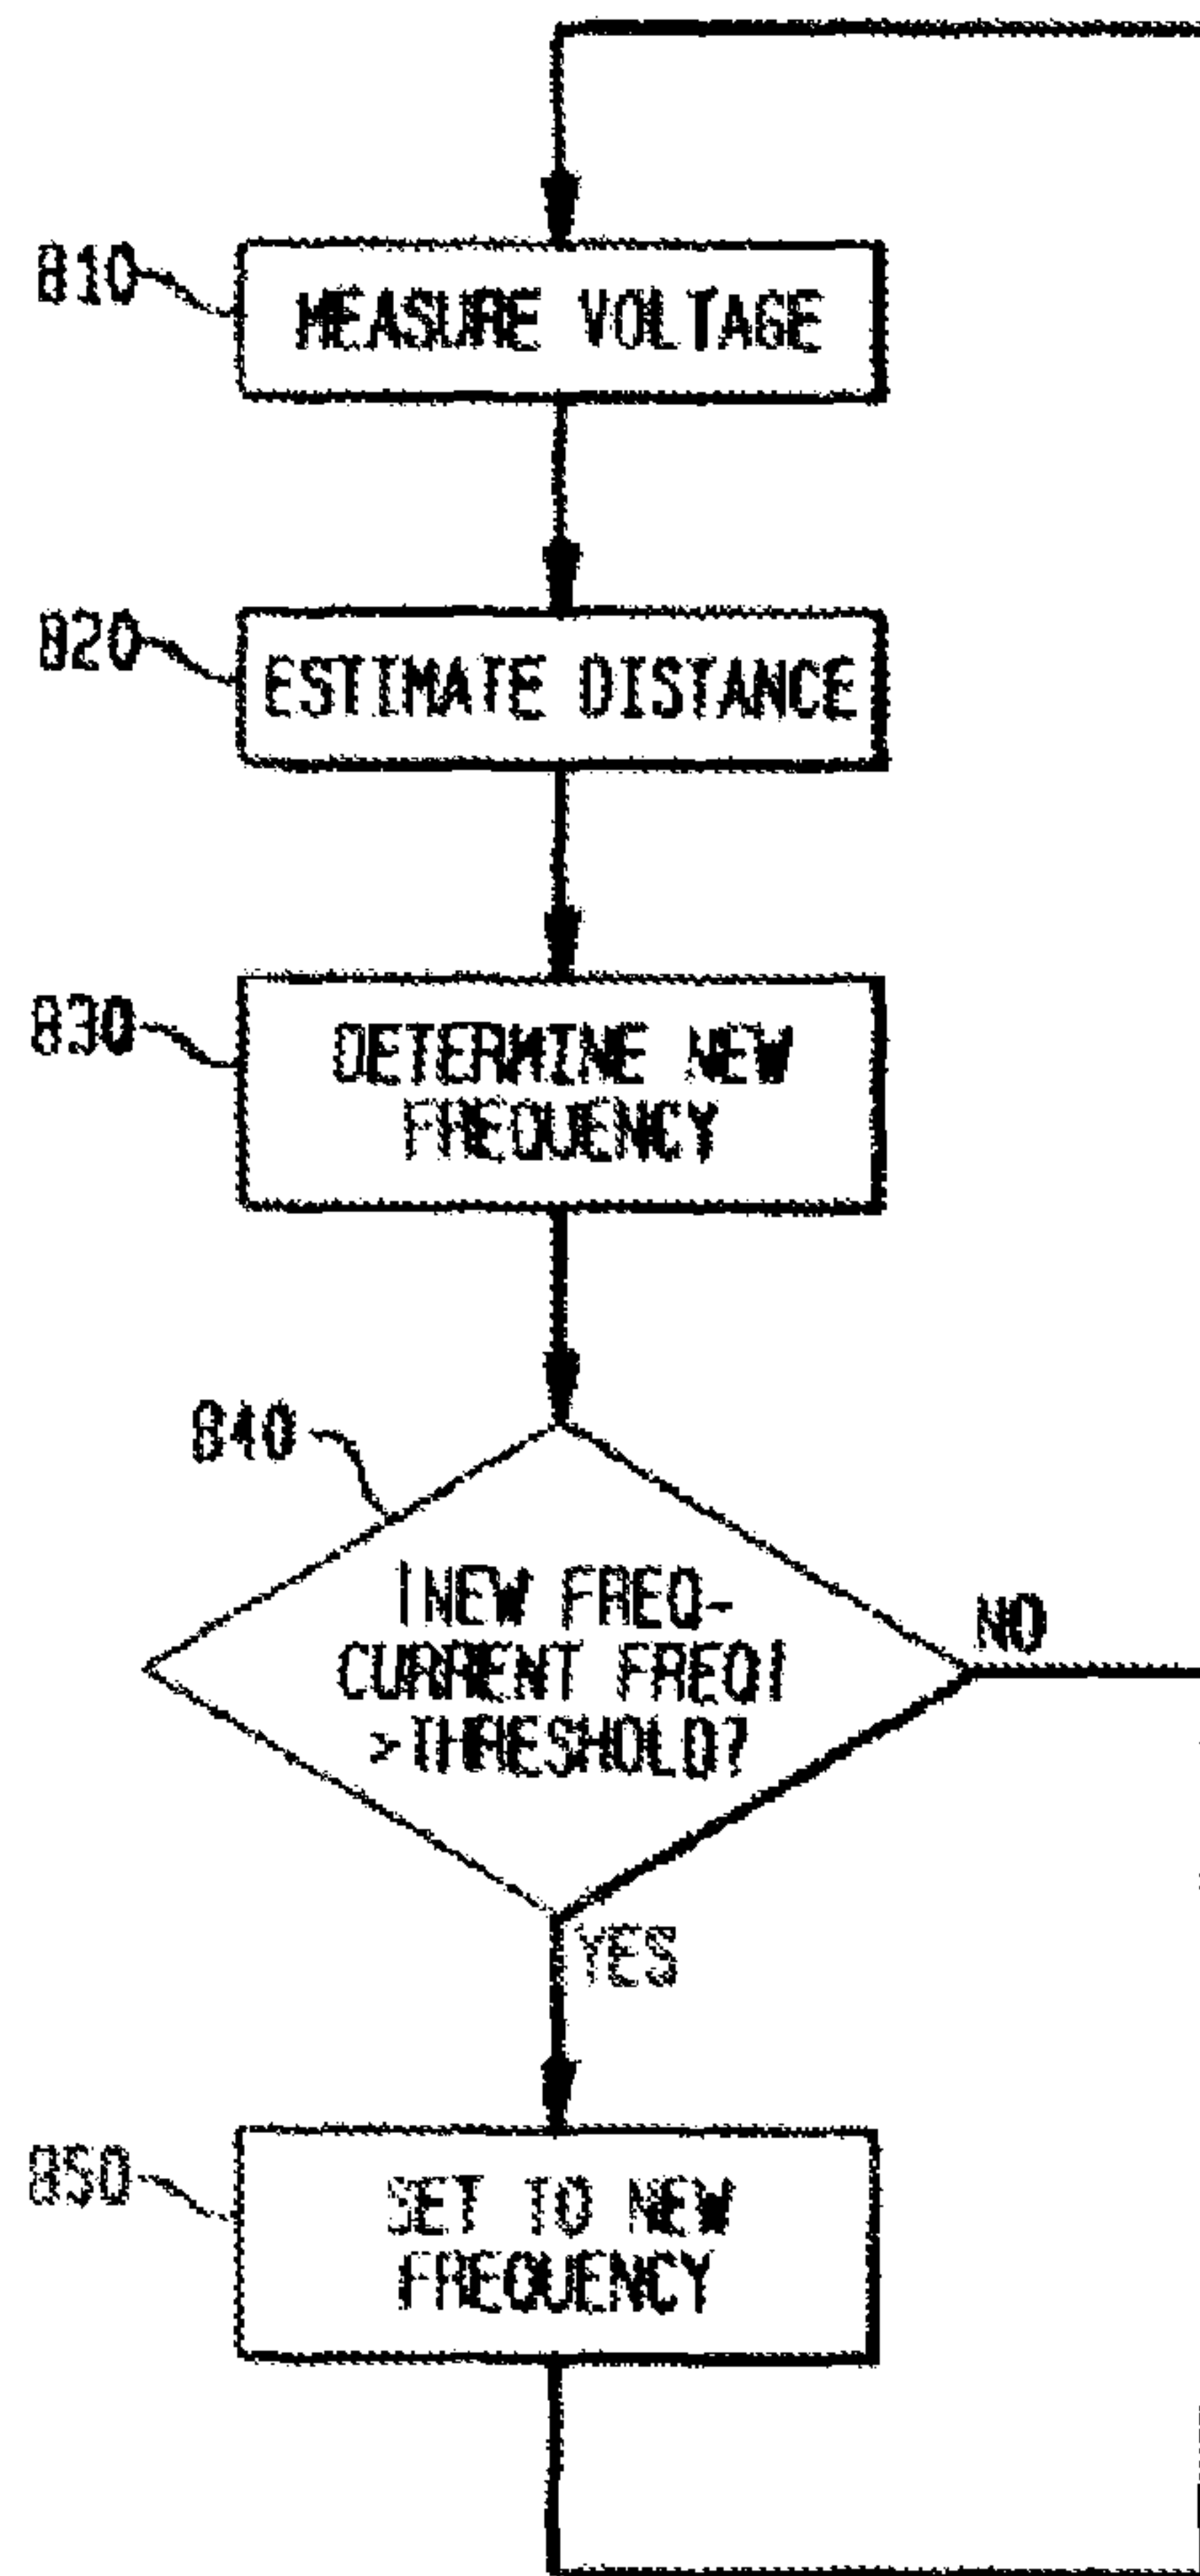 810
MEASURE VOLTAGE
820
ESTIMATE DISTANCE
830
DETERMINE NEW
FREQUENCY
840
|NEW FREQ-
CURRENT FREQ|
>THRESHOLD?
NO
YES
850
SET TO NEW
FREQUENCY